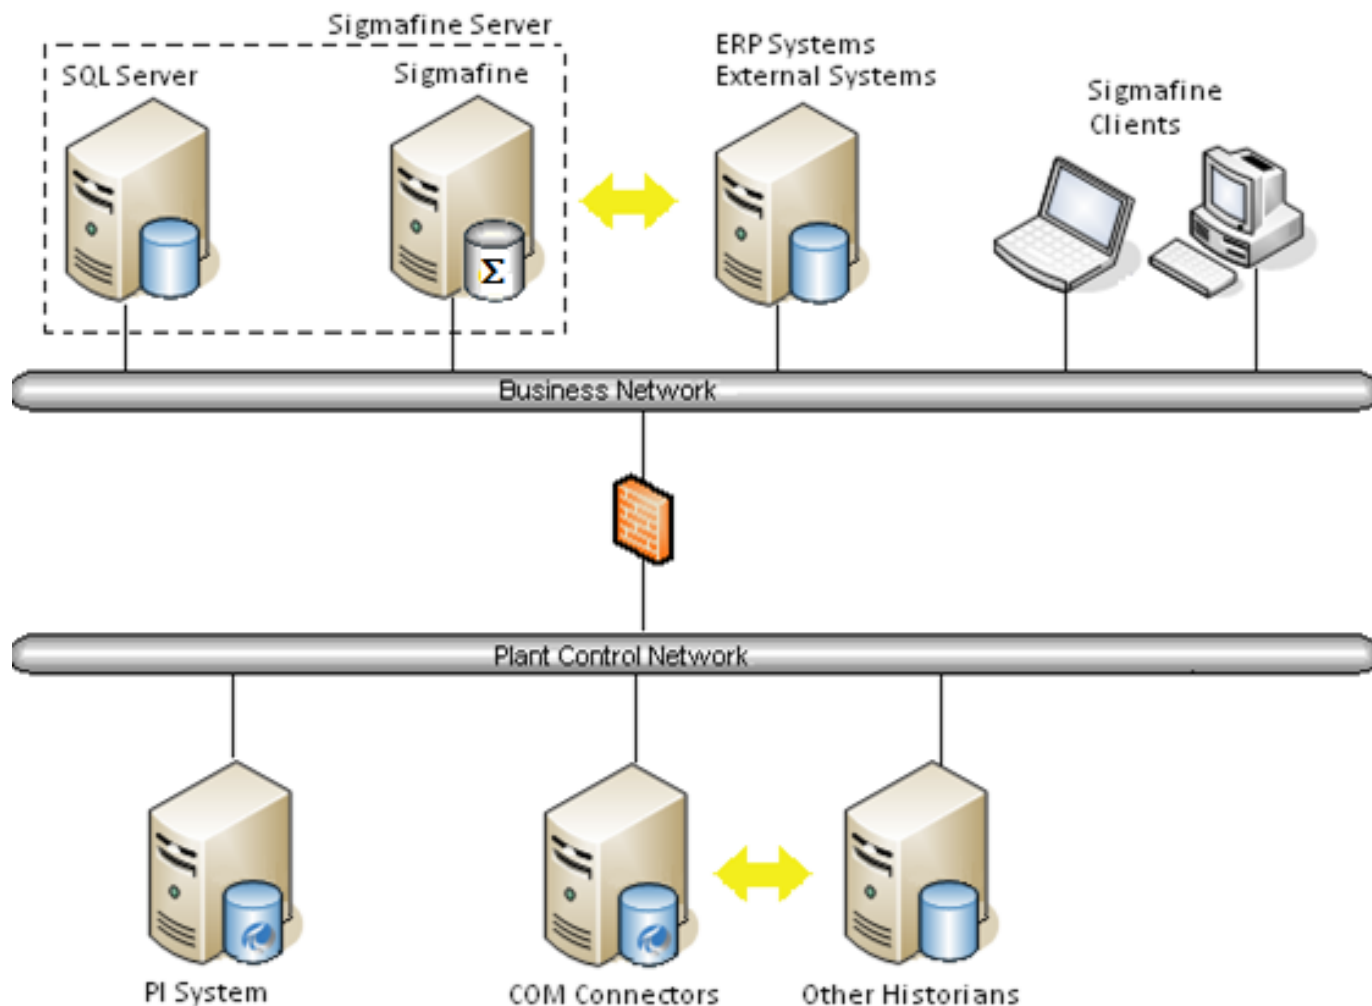 Sigmafine Server
SQL Server
Sigmafine
ERP Systems
External Systems
Sigmafine
Clients
Σ
Business Network
Plant Control Network
PI System
COM Connectors
Other Historians